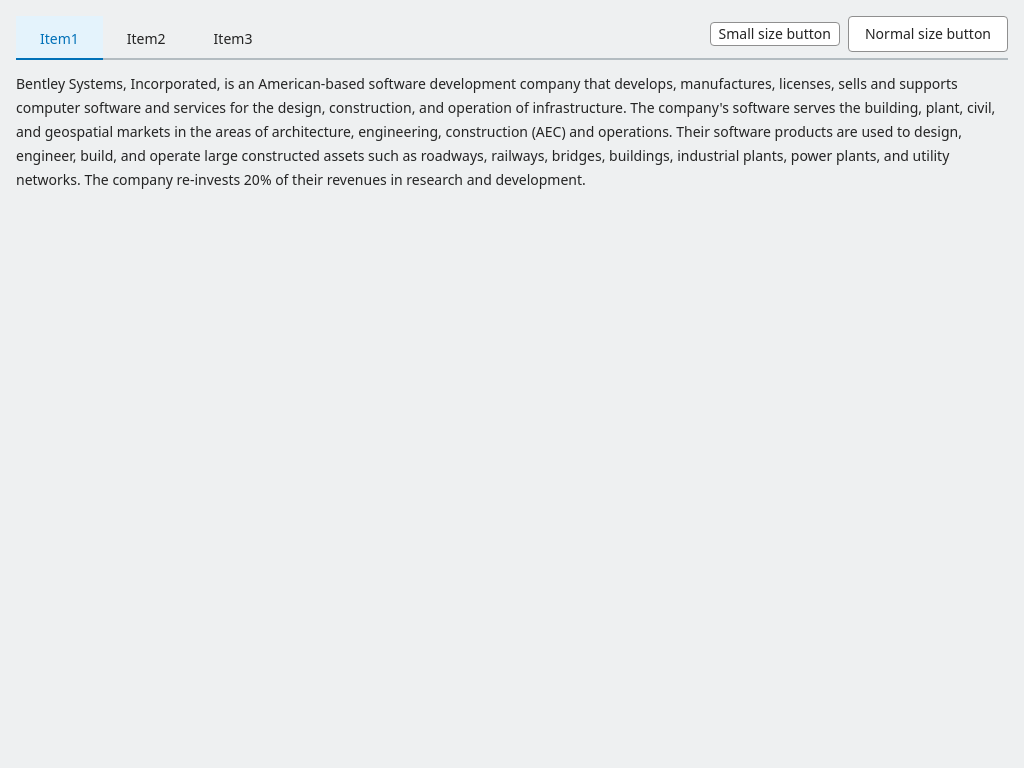 Item1 Item2 Item3 Small size button Normal size button
Bentley Systems, Incorporated, is an American-based software development company that develops, manufactures, licenses, sells and supports
computer software and services for the design, construction, and operation of infrastructure. The company's software serves the building, plant, civil,
and geospatial markets in the areas of architecture, engineering, construction (AEC) and operations. Their software products are used to design,
engineer, build, and operate large constructed assets such as roadways, railways, bridges, buildings, industrial plants, power plants, and utility
networks. The company re-invests 20% of their revenues in research and development.